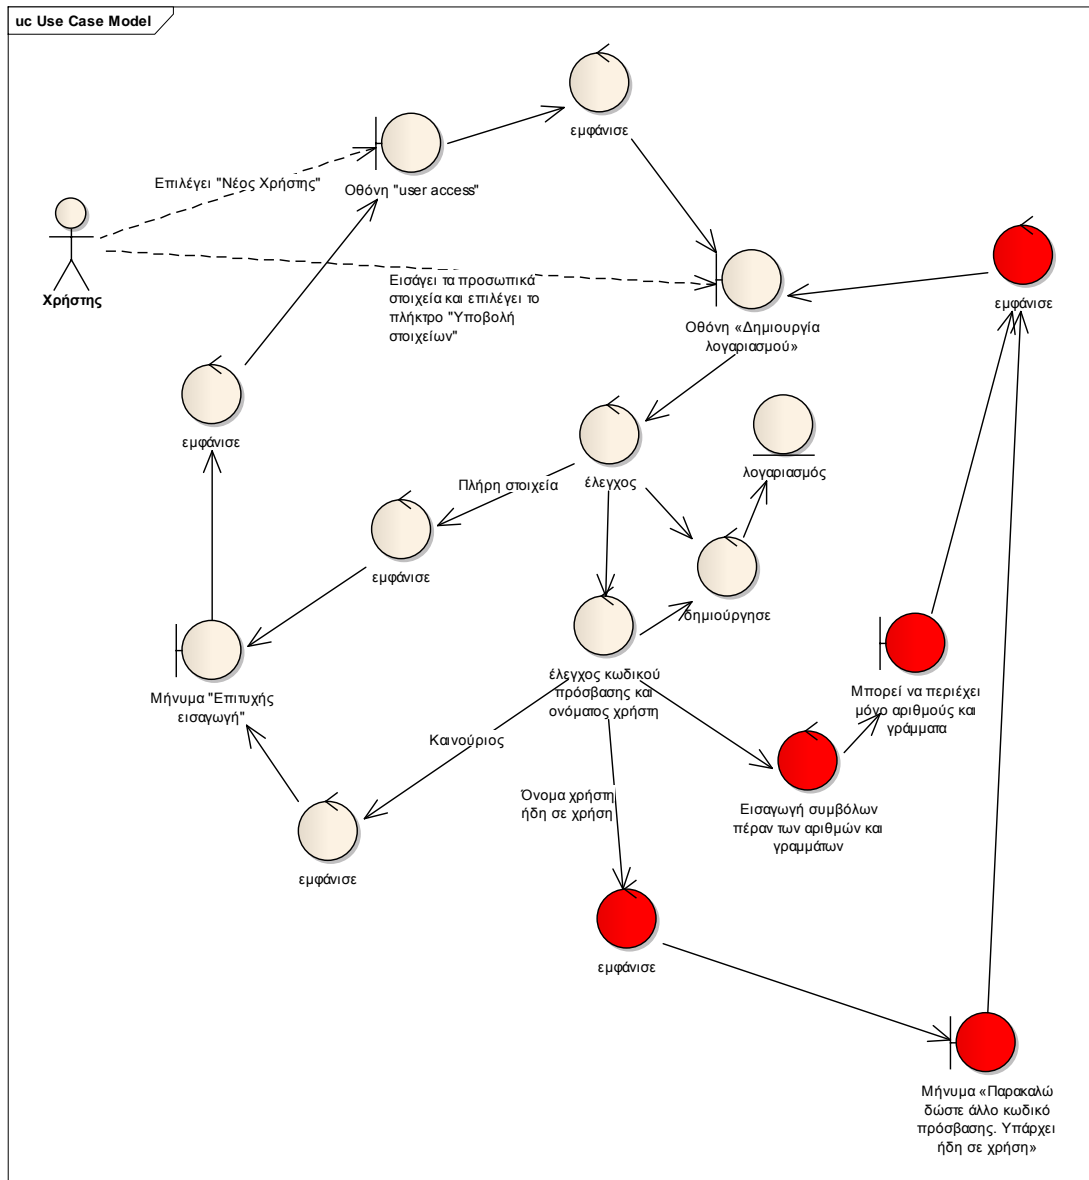 uc Use Case Model
εμφάνισε
Επιλέγει "Νέος Χρήστης"
Οθόνη "user access"
Χρήστης
Εισάγει τα προσωπικά
στοιχεία και επιλέγει το
πλήκτρο "Υποβολή
στοιχείων"
Οθόνη «Δημιουργία
λογαριασμού»
εμφάνισε
εμφάνισε
Πλήρη στοιχεία
έλεγχος
λογαριασμός
εμφάνισε
δημιούργησε
Μήνυμα "Επιτυχής
εισαγωγή"
έλεγχος κωδικού
πρόσβασης και
ονόματος χρήστη
Μπορεί να περιέχει
μόνο αριθμούς και
γράμματα
Καινούριος
Όνομα χρήστη
ήδη σε χρήση
Εισαγωγή συμβόλων
πέραν των αριθμών και
γραμμάτων
εμφάνισε
εμφάνισε
Μήνυμα «Παρακαλώ
δώστε άλλο κωδικό
πρόσβασης. Υπάρχει
ήδη σε χρήση»